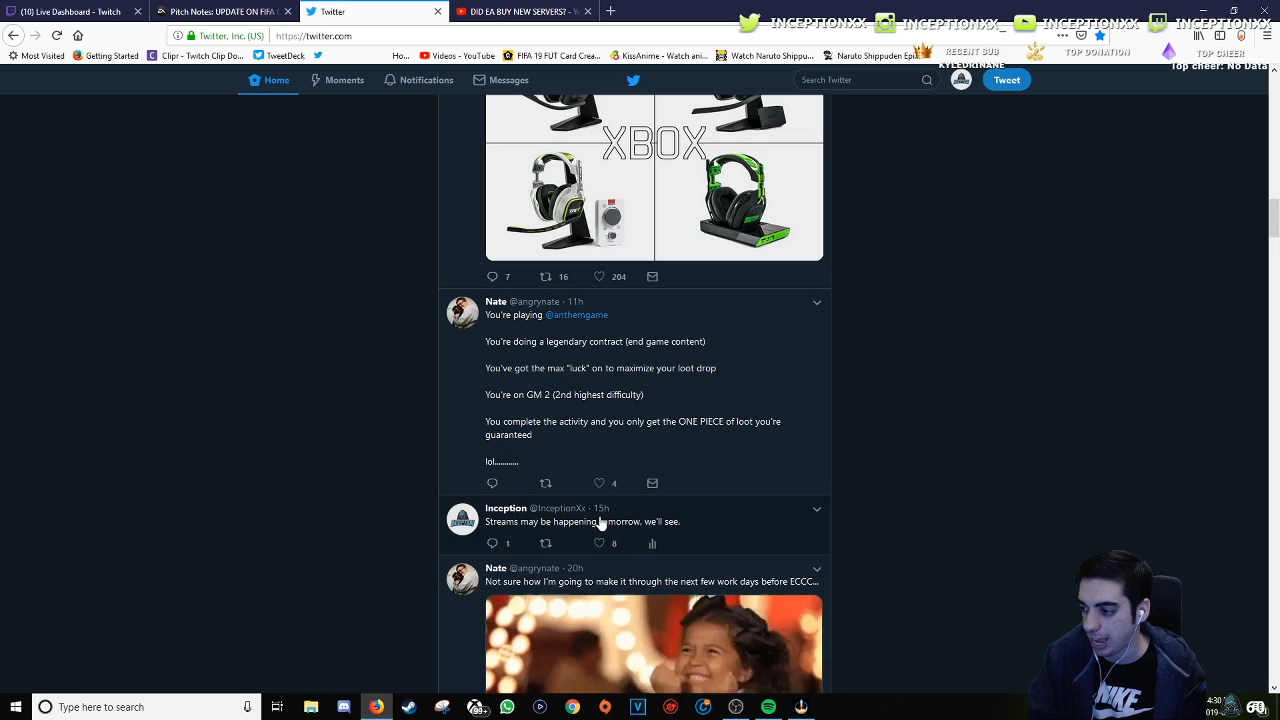 (10) Live Dashboard - Twitch
Pitch Notes: UPDATE ON FIFA
Twitter
DID EA BUY NEW SERVERS? - Y
INCEPTIONXX
INCEPTIONXX_
INCEPTIONXX
INCEPTIONXX
Twitter, Inc. (US)
https://twitter.com
RECENT SUB
TOP DONATION
TOP CHEER
KYLEDRINANE
Top cheer: No Data
Most Visited
Getting Started
Clipr - Twitch Clip Do...
TweetDeck
Ho...
Videos - YouTube
FIFA 19 FUT Card Crea...
KissAnime - Watch ani...
Watch Naruto Shippu...
Naruto Shippuden Epi
Home
Moments
Notifications
Messages
Search Twitter
Tweet
XBOX
7 16 204
Nate @angrynate · 11h
You're playing @anthemgame
You're doing a legendary contract (end game content)
You've got the max "luck" on to maximize your loot drop
You're on GM 2 (2nd highest difficulty)
You complete the activity and you only get the ONE PIECE of loot you're
guaranteed
lol............
4
Inception @InceptionXx · 15h
Streams may be happening tomorrow, we'll see.
1 8
Nate @angrynate · 20h
Not sure how I'm going to make it through the next few work days before ECCC...
NIKE
Type here to search
99+
4:30